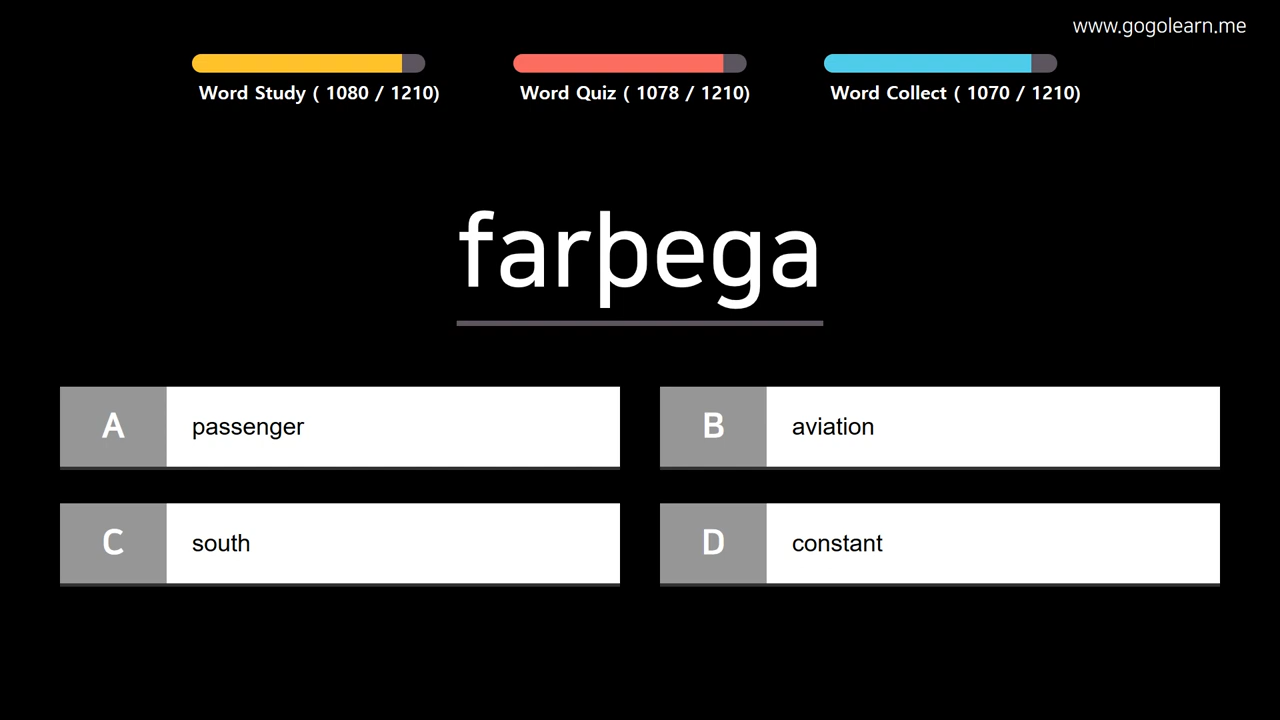 www.gogolearn.me
Word Study ( 1080 / 1210)
Word Quiz ( 1078 / 1210)
Word Collect ( 1070 / 1210)
farþega
A passenger
B aviation
C south
D constant